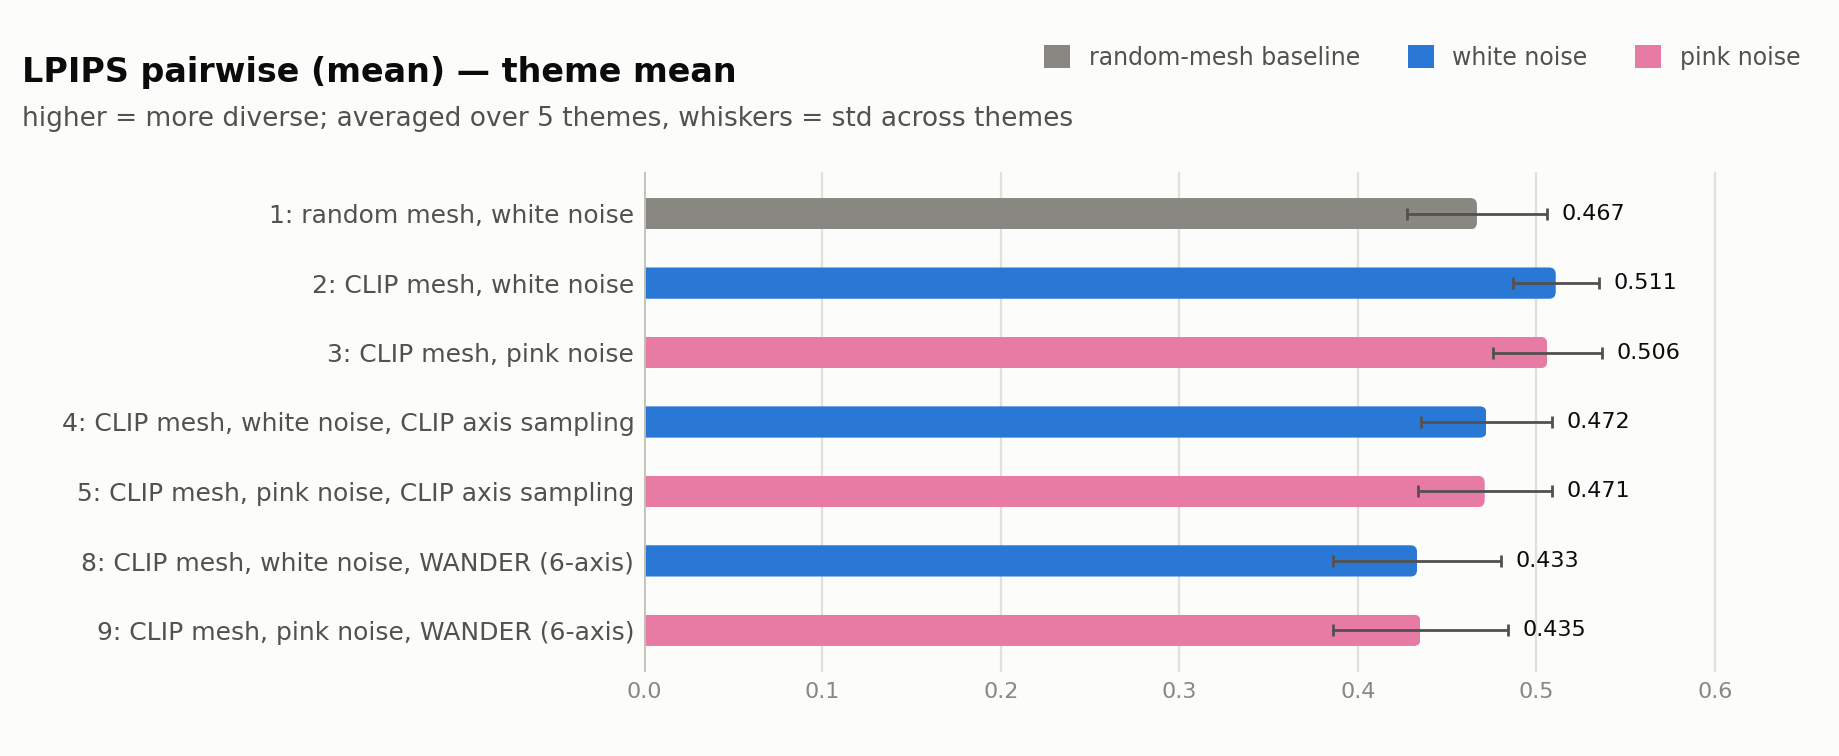 LPIPS pairwise (mean) — theme mean
random-mesh baseline
white noise
pink noise
higher = more diverse; averaged over 5 themes, whiskers = std across themes
1: random mesh, white noise 0.467
2: CLIP mesh, white noise 0.511
3: CLIP mesh, pink noise 0.506
4: CLIP mesh, white noise, CLIP axis sampling 0.472
5: CLIP mesh, pink noise, CLIP axis sampling 0.471
8: CLIP mesh, white noise, WANDER (6-axis) 0.433
9: CLIP mesh, pink noise, WANDER (6-axis) 0.435
0.0 0.1 0.2 0.3 0.4 0.5 0.6